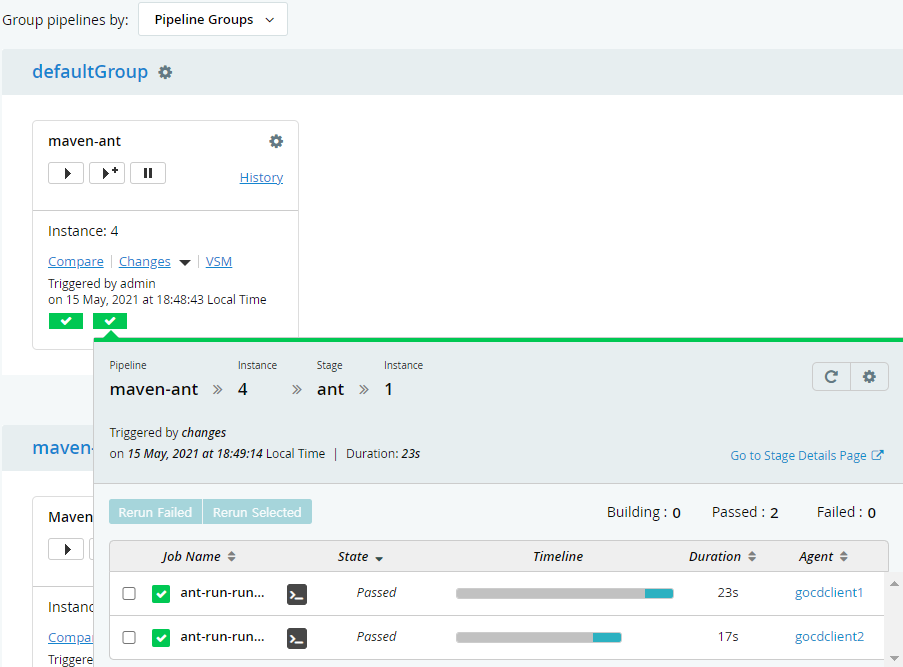 Group pipelines by: Pipeline Groups
defaultGroup
maven-ant
History
Instance: 4
Compare | Changes | VSM
Triggered by admin
on 15 May, 2021 at 18:48:43 Local Time
Pipeline Instance Stage Instance
maven-ant » 4 » ant » 1
Triggered by changes
on 15 May, 2021 at 18:49:14 Local Time | Duration: 23s
Go to Stage Details Page
Rerun Failed Rerun Selected
Building : 0 Passed : 2 Failed : 0
Job Name State Timeline Duration Agent
ant-run-run... Passed 23s gocdclient1
ant-run-run... Passed 17s gocdclient2
maven-
Maven
Instanc
Compa
Triggere